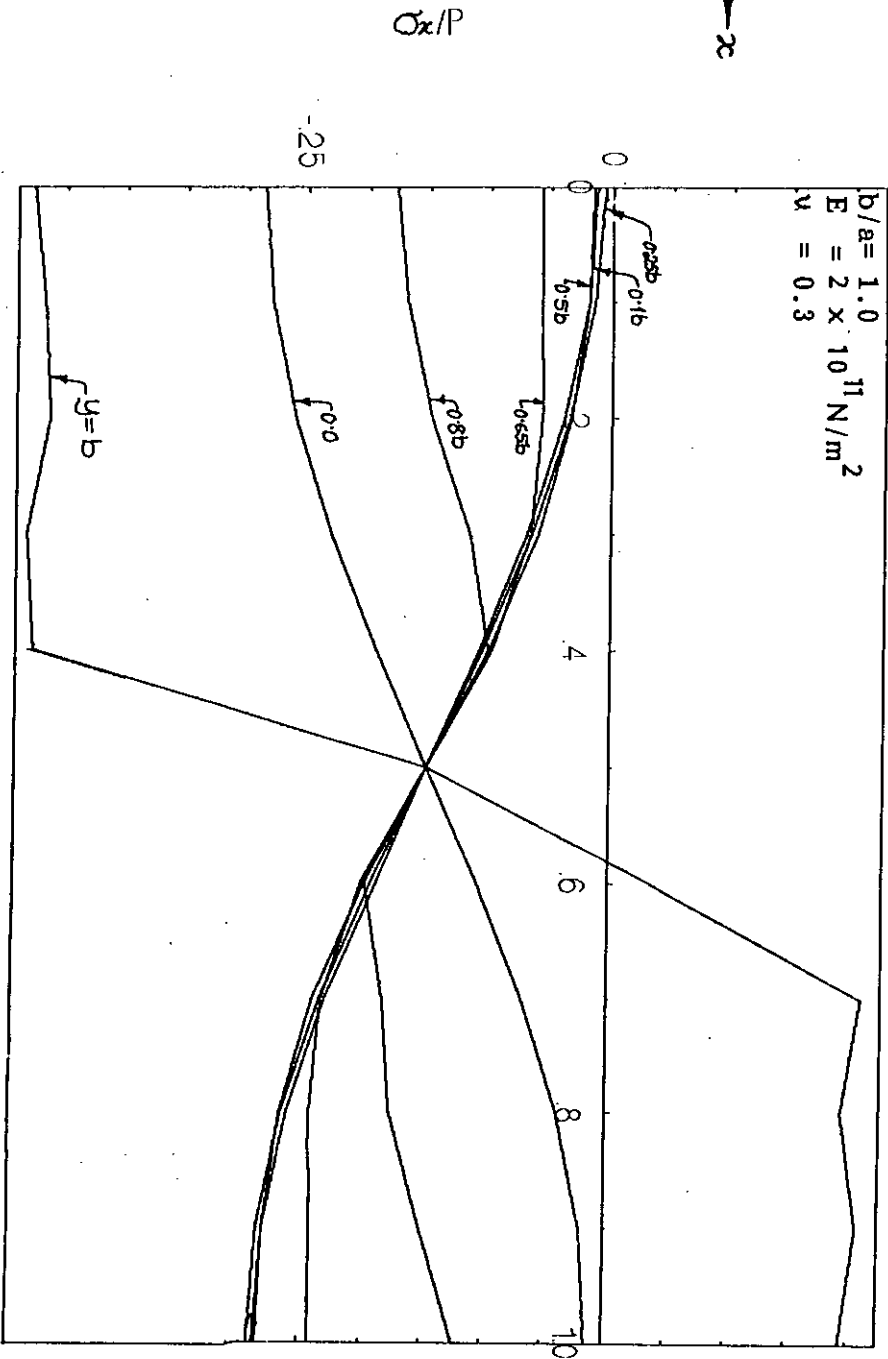 b/a= 1.0
E = 2 x 10¹¹ N/m²
ν = 0.3
0
-.25
σx/P
x
0
.2
.4
.6
.8
1.0
0.25b
0.1b
0.5b
0.65b
0.8b
0.0
y=b